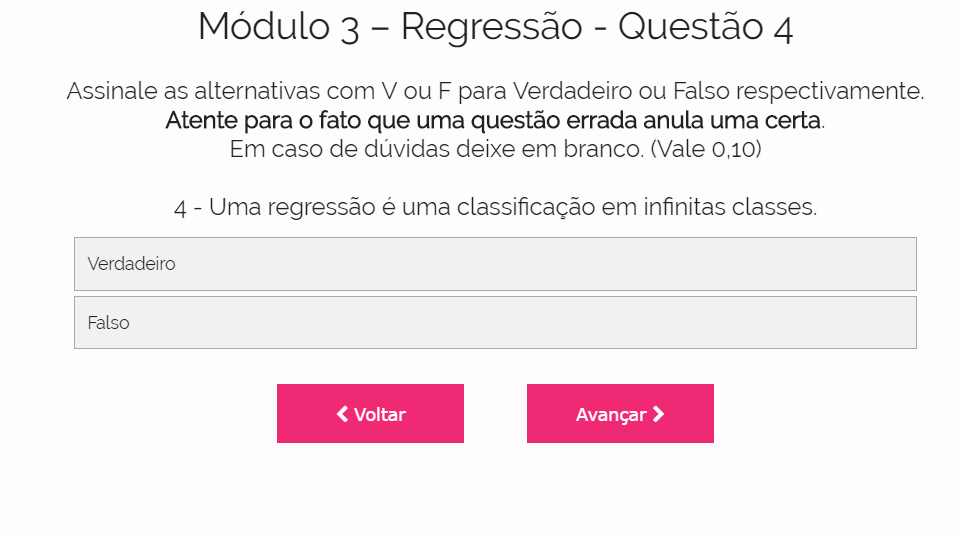 Módulo 3 – Regressão - Questão 4
Assinale as alternativas com V ou F para Verdadeiro ou Falso respectivamente.
Atente para o fato que uma questão errada anula uma certa.
Em caso de dúvidas deixe em branco. (Vale 0,10)
4 - Uma regressão é uma classificação em infinitas classes.
Verdadeiro
Falso
Voltar
Avançar